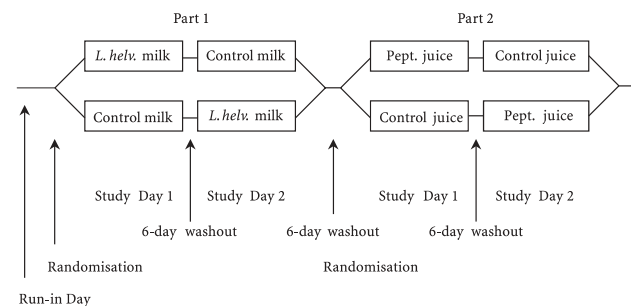 Part 1
Part 2
L. helv. milk
Control milk
Pept. juice
Control juice
Control milk
L. helv. milk
Control juice
Pept. juice
Study Day 1
Study Day 2
Study Day 1
Study Day 2
6-day washout
6-day washout
6-day washout
Randomisation
Randomisation
Run-in Day